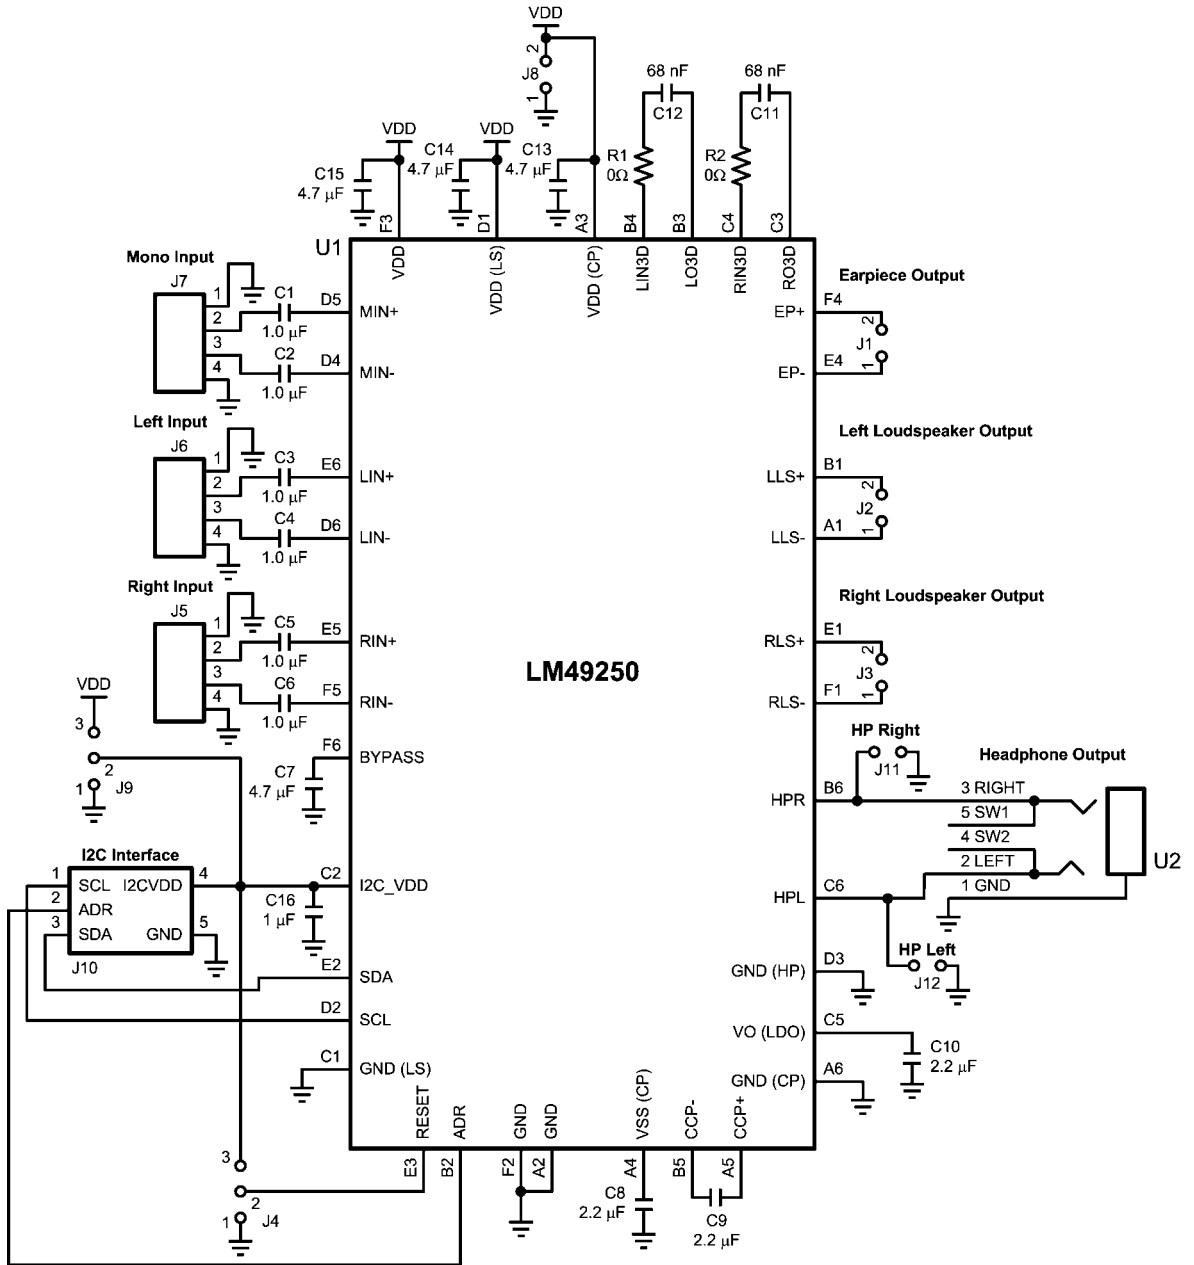 VDD
2
J8
1
68 nF
C12
68 nF
C11
VDD
C15
4.7 µF
VDD
C14
4.7 µF
C13
4.7 µF
R1
0Ω
R2
0Ω
F3
D1
A3
B4
B3
C4
C3
U1
VDD
VDD (LS)
VDD (CP)
LIN3D
LO3D
RIN3D
RO3D
Mono Input
J7
1
2
3
4
C1
1.0 µF
C2
1.0 µF
D5
MIN+
D4
MIN-
Earpiece Output
EP+
F4
2
J1
1
EP-
E4
Left Input
J6
1
2
3
4
C3
1.0 µF
C4
1.0 µF
E6
LIN+
D6
LIN-
Left Loudspeaker Output
LLS+
B1
2
J2
1
LLS-
A1
Right Input
J5
1
2
3
4
C5
1.0 µF
C6
1.0 µF
E5
RIN+
F5
RIN-
Right Loudspeaker Output
RLS+
E1
2
J3
1
RLS-
F1
LM49250
VDD
3
2
1
J9
F6
BYPASS
C7
4.7 µF
HP Right
J11
Headphone Output
HPR
B6
3 RIGHT
5 SW1
4 SW2
2 LEFT
1 GND
U2
HPL
C6
HP Left
J12
I2C Interface
1
SCL
I2CVDD
4
2
ADR
3
SDA
GND
5
J10
C2
I2C_VDD
C16
1 µF
E2
SDA
D2
SCL
C1
GND (LS)
GND (HP)
D3
VO (LDO)
C5
C10
2.2 µF
GND (CP)
A6
RESET
ADR
GND
GND
VSS (CP)
CCP-
CCP+
E3
B2
F2
A2
A4
B5
A5
3
2
1
J4
C8
2.2 µF
C9
2.2 µF